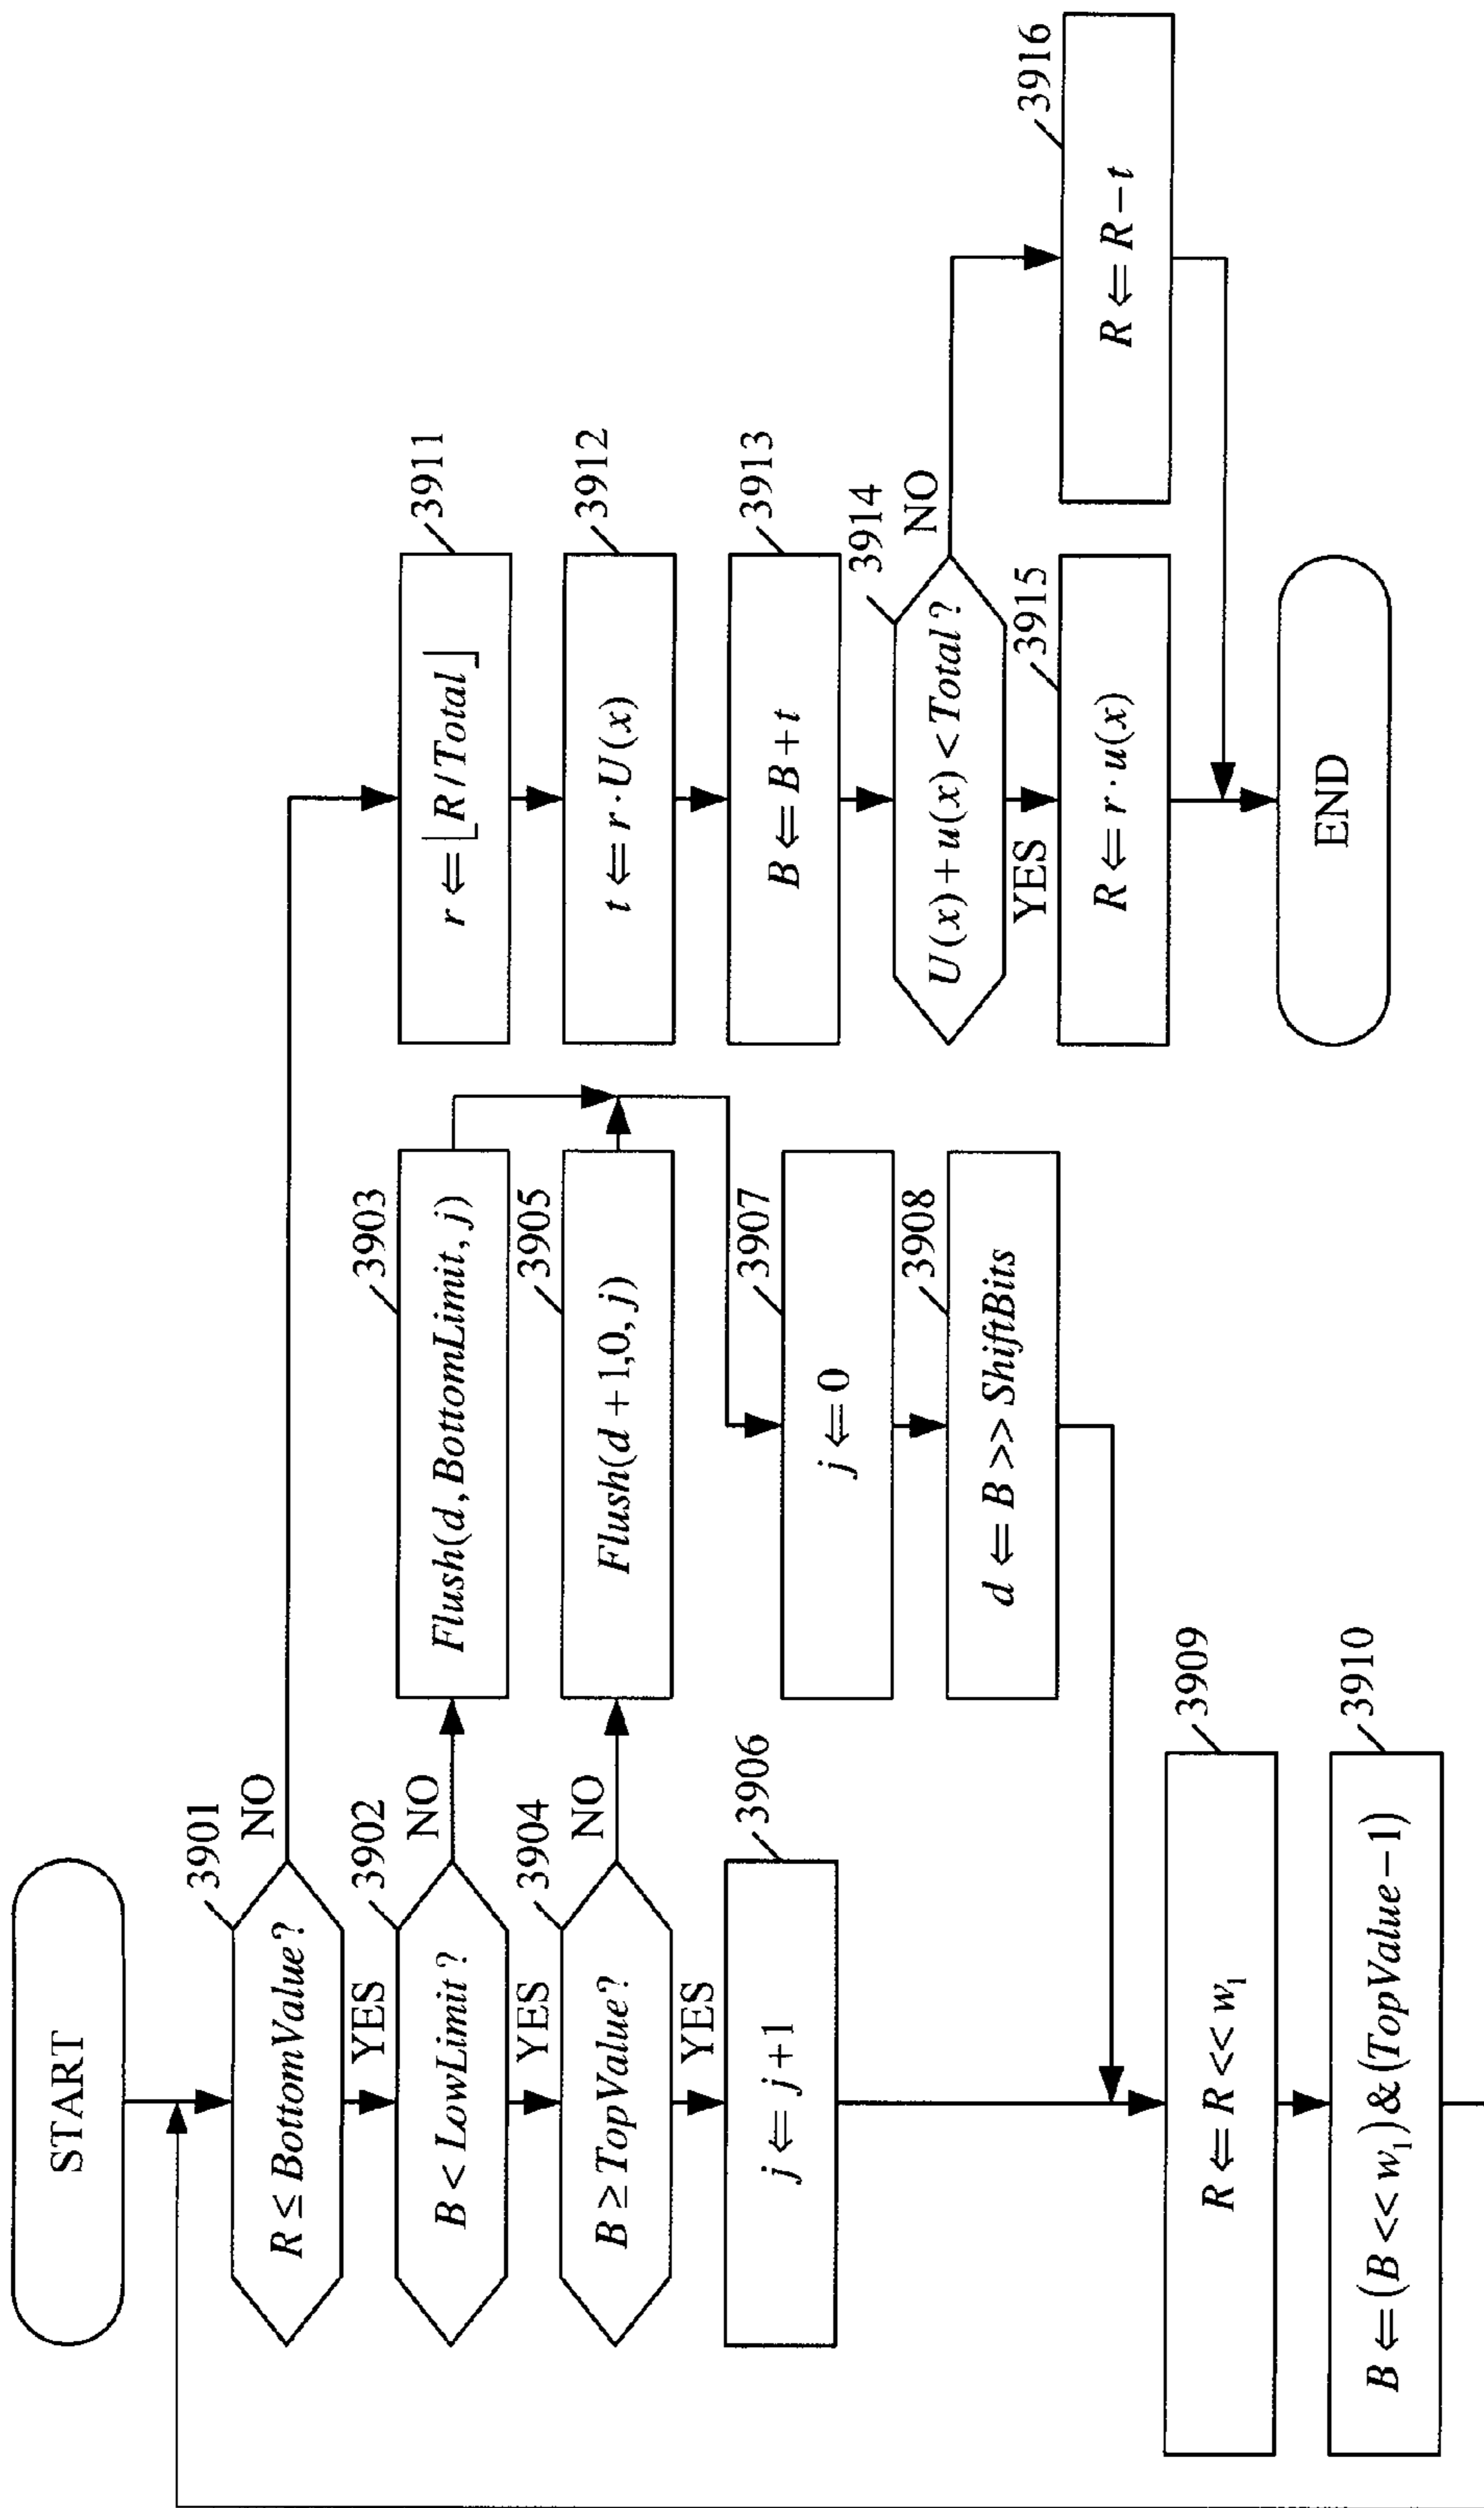 START
3901
R ≤ BottomValue?
NO
YES
3902
B < LowLimit?
NO
YES
3903
Flush(d, BottomLimit, j)
3904
B ≥ TopValue?
NO
YES
3905
Flush(d+1,0, j)
3906
j ⇐ j+1
3907
j ⇐ 0
3908
d ⇐ B >> ShiftBits
3909
R ⇐ R << w₁
3910
B ⇐ (B << w₁) & (TopValue−1)
3911
r ⇐ ⌊R/Total⌋
3912
t ⇐ r·U(x)
3913
B ⇐ B+t
3914
U(x)+u(x) < Total?
NO
YES
3915
R ⇐ r·u(x)
3916
R ⇐ R−t
END